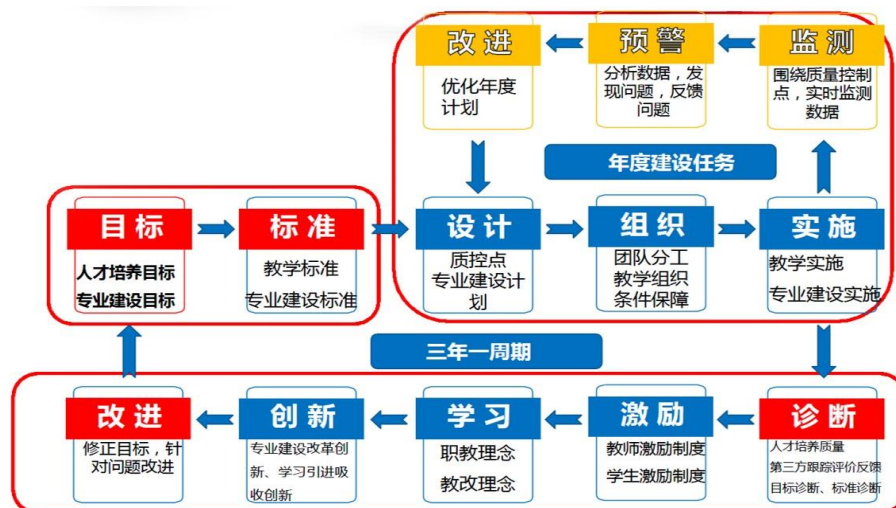 改进
预警
监测
优化年度
计划
分析数据，发
现问题，反馈
问题
围绕质量控制
点，实时监测
数据
年度建设任务
目标
标准
设计
组织
实施
人才培养目标
专业建设目标
教学标准
专业建设标准
质控点
专业建设计
划
团队分工
教学组织
条件保障
教学实施
专业建设实施
三年一周期
改进
创新
学习
激励
诊断
修正目标，针
对问题改进
专业建设改革创
新、学习引进吸
收创新
职教理念
教改理念
教师激励制度
学生激励制度
人才培养质量
第三方跟踪评价反馈
目标诊断、标准诊断